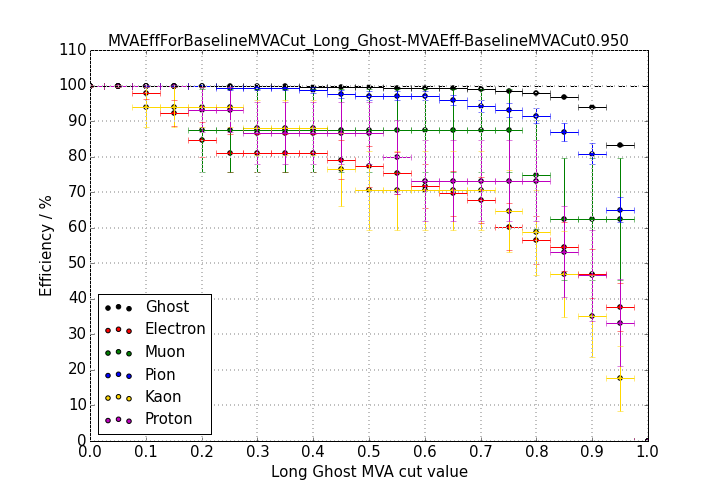 MVAEffForBaselineMVACut_Long_Ghost-MVAEff-BaselineMVACut0.950
110
100
90
80
70
60
50
40
30
20
10
0
Efficiency / %
Ghost
Electron
Muon
Pion
Kaon
Proton
0.0 0.1 0.2 0.3 0.4 0.5 0.6 0.7 0.8 0.9 1.0
Long Ghost MVA cut value